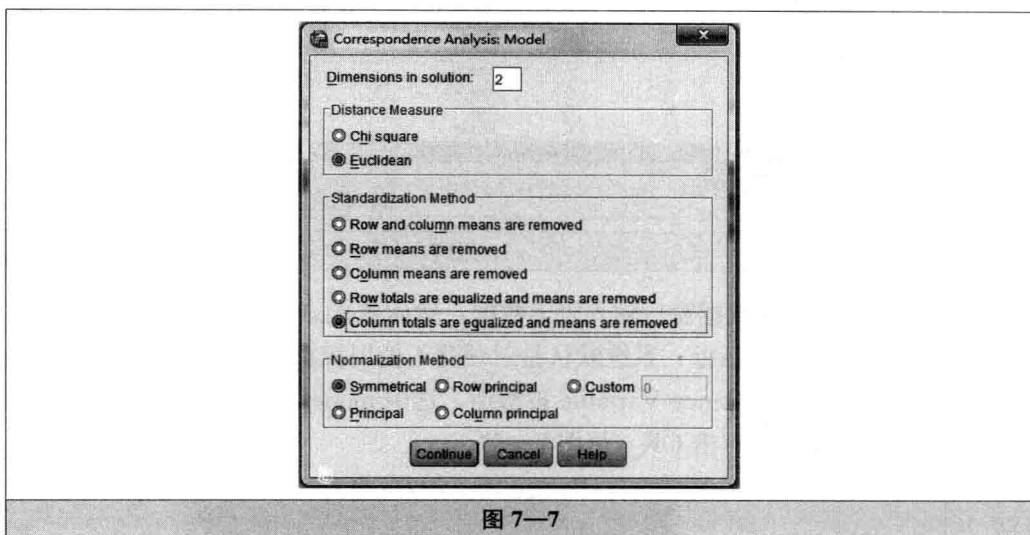 Correspondence Analysis: Model
Dimensions in solution: 2
Distance Measure
Chi square
Euclidean
Standardization Method
Row and column means are removed
Row means are removed
Column means are removed
Row totals are equalized and means are removed
Column totals are equalized and means are removed
Normalization Method
Symmetrical Row principal Custom 0
Principal Column principal
Continue Cancel Help
图 7—7